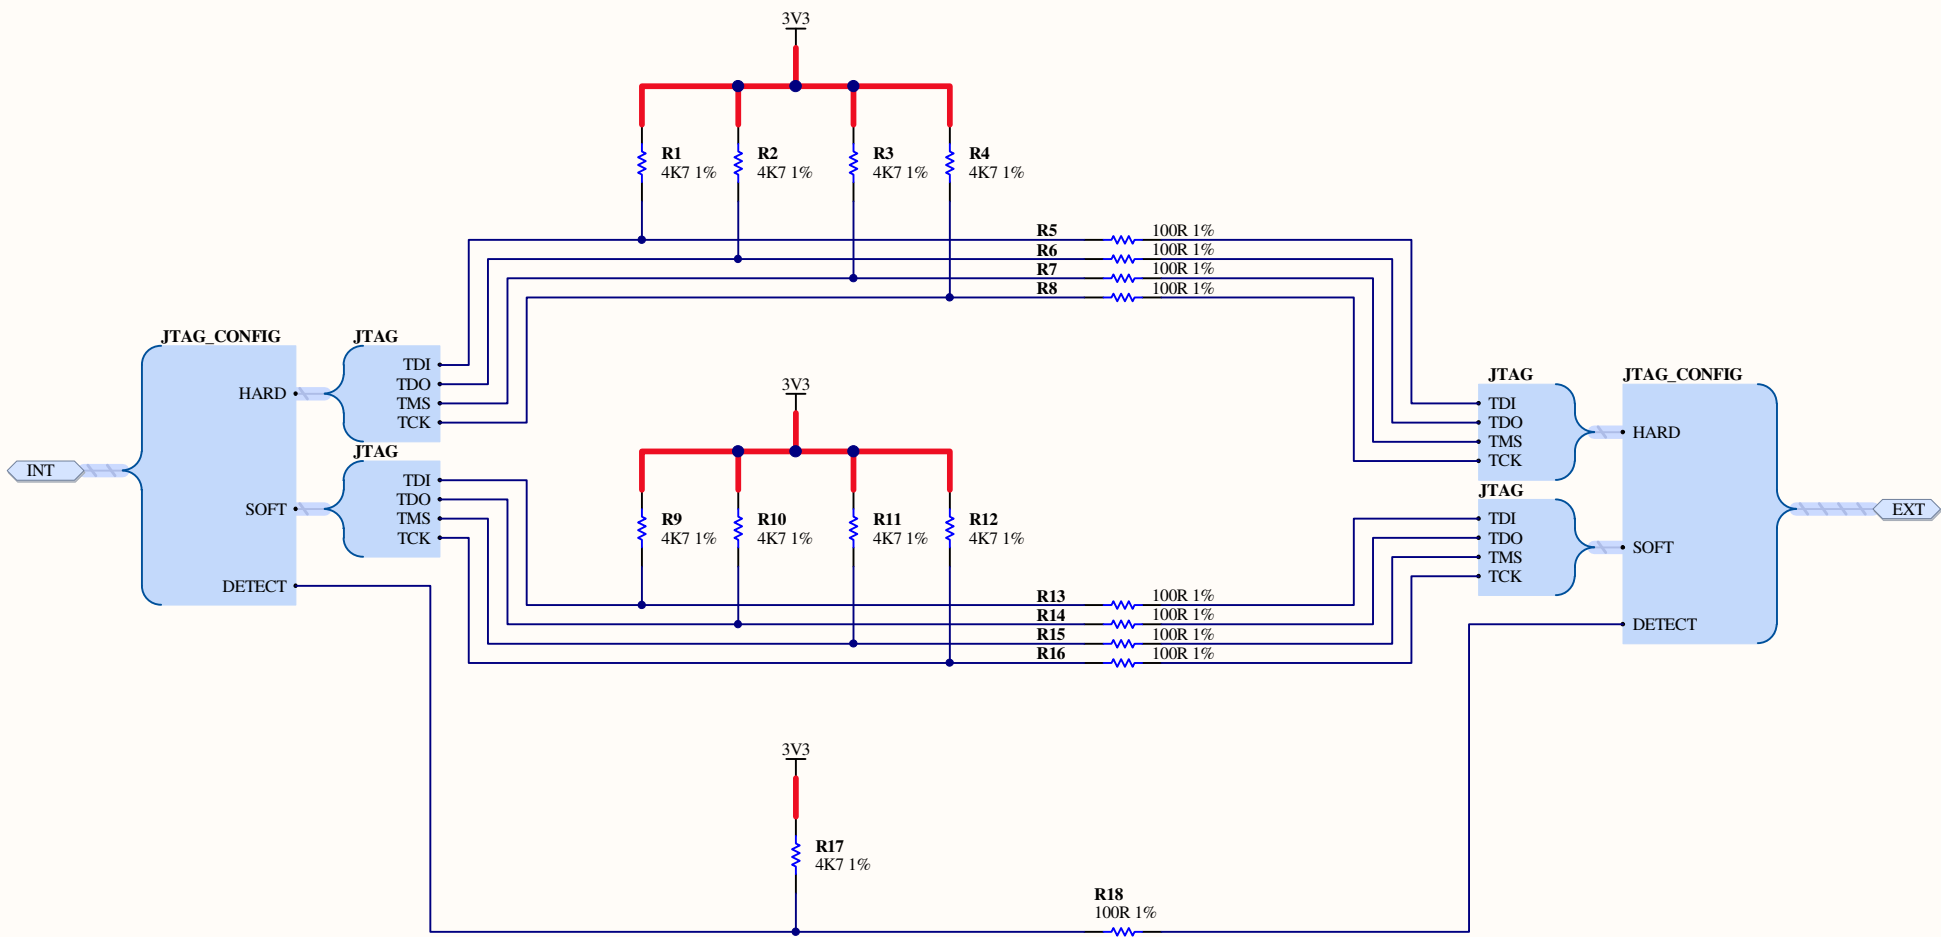 3V3
R1
4K7 1%
R2
4K7 1%
R3
4K7 1%
R4
4K7 1%
R5
100R 1%
R6
100R 1%
R7
100R 1%
R8
100R 1%
JTAG_CONFIG
HARD
SOFT
DETECT
INT
JTAG
TDI
TDO
TMS
TCK
JTAG
TDI
TDO
TMS
TCK
3V3
R9
4K7 1%
R10
4K7 1%
R11
4K7 1%
R12
4K7 1%
R13
100R 1%
R14
100R 1%
R15
100R 1%
R16
100R 1%
JTAG
TDI
TDO
TMS
TCK
JTAG
TDI
TDO
TMS
TCK
JTAG_CONFIG
HARD
SOFT
DETECT
EXT
3V3
R17
4K7 1%
R18
100R 1%